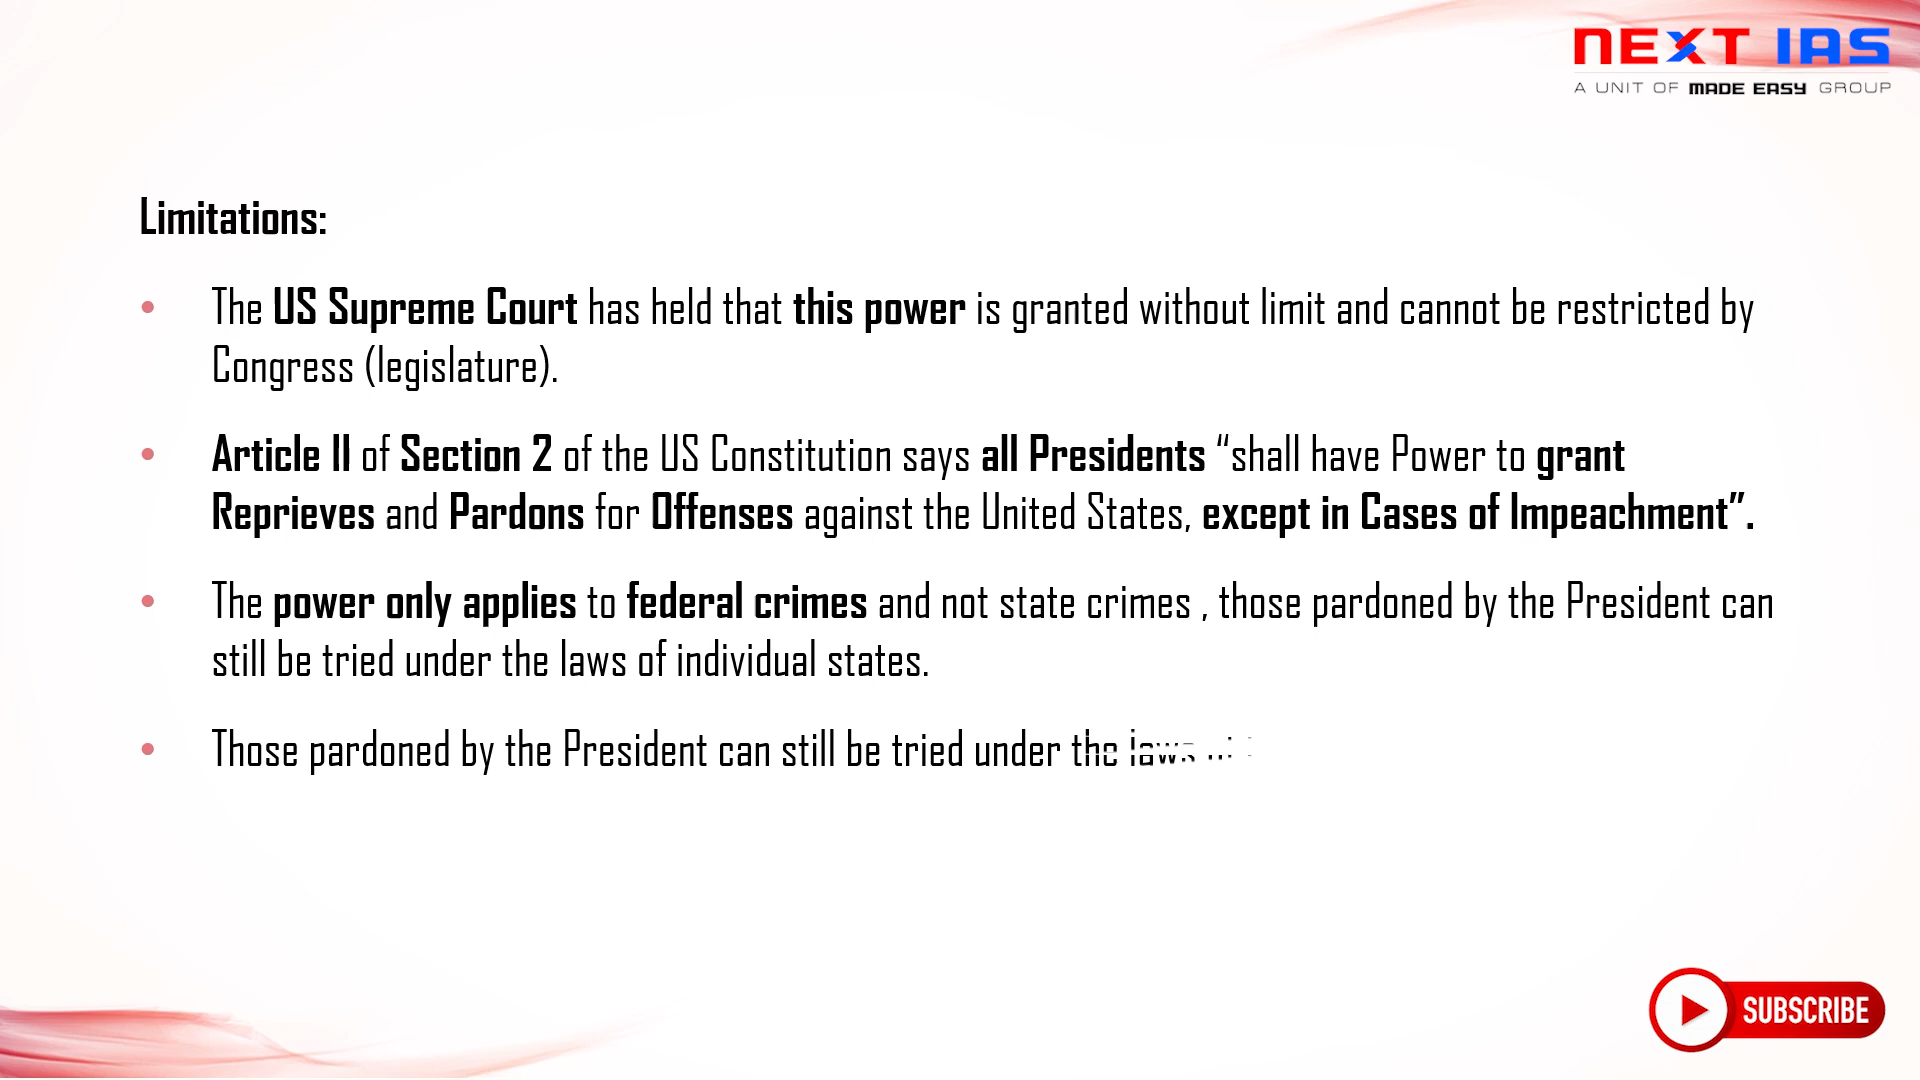 NEXT IAS
A UNIT OF MADE EASY GROUP
Limitations:
• The US Supreme Court has held that this power is granted without limit and cannot be restricted by
Congress (legislature).
• Article II of Section 2 of the US Constitution says all Presidents “shall have Power to grant
Reprieves and Pardons for Offenses against the United States, except in Cases of Impeachment”.
• The power only applies to federal crimes and not state crimes , those pardoned by the President can
still be tried under the laws of individual states.
• Those pardoned by the President can still be tried under the laws
SUBSCRIBE